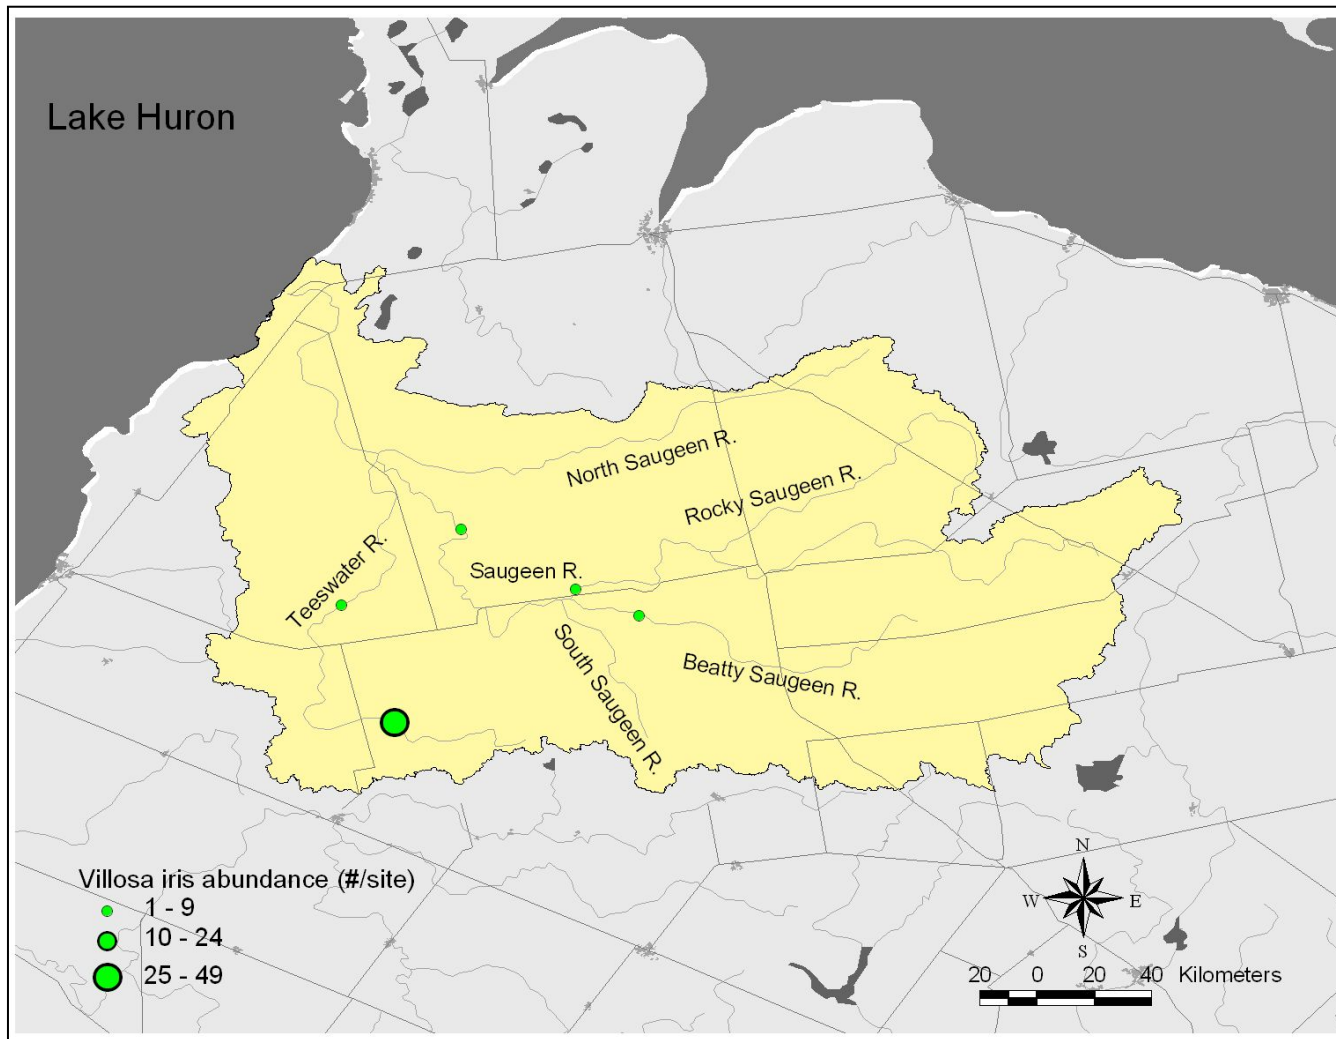 Lake Huron
North Saugeen R.
Rocky Saugeen R.
Teeswater R.
Saugeen R.
South Saugeen R.
Beatty Saugeen R.
Villosa iris abundance (#/site)
1 - 9
10 - 24
25 - 49
N
W E
S
20 0 20 40 Kilometers